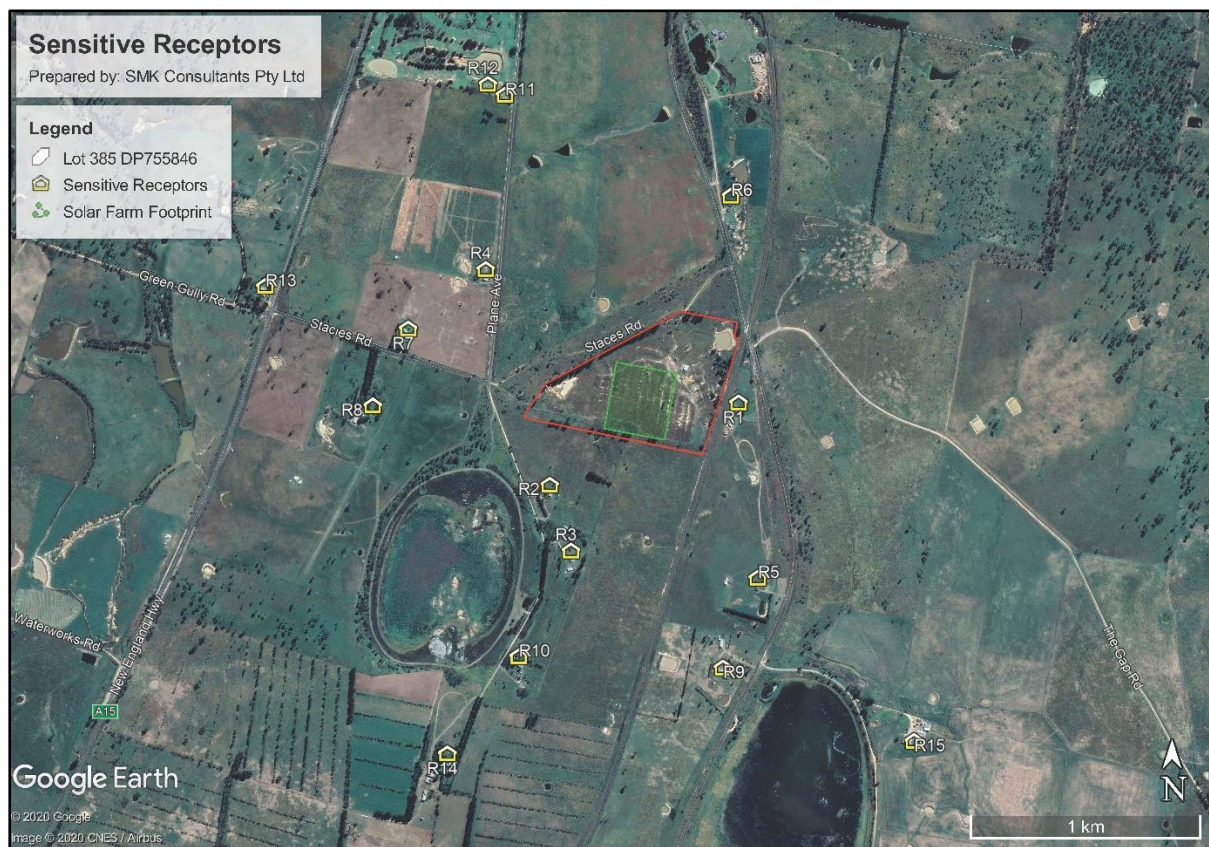 Sensitive Receptors
Prepared by: SMK Consultants Pty Ltd
Legend
Lot 385 DP755846
Sensitive Receptors
Solar Farm Footprint
R12
R11
R6
R4
Green Gully Rd
R13
Plane Ave
Stacies Rd
R7
Staces Rd
R8
R1
R2
R3
R5
Waterworks Rd
New England Hwy
R10
R9
The Gap Rd
A15
R15
R14
Google Earth
N
© 2020 Google
Image © 2020 CNES / Airbus
1 km